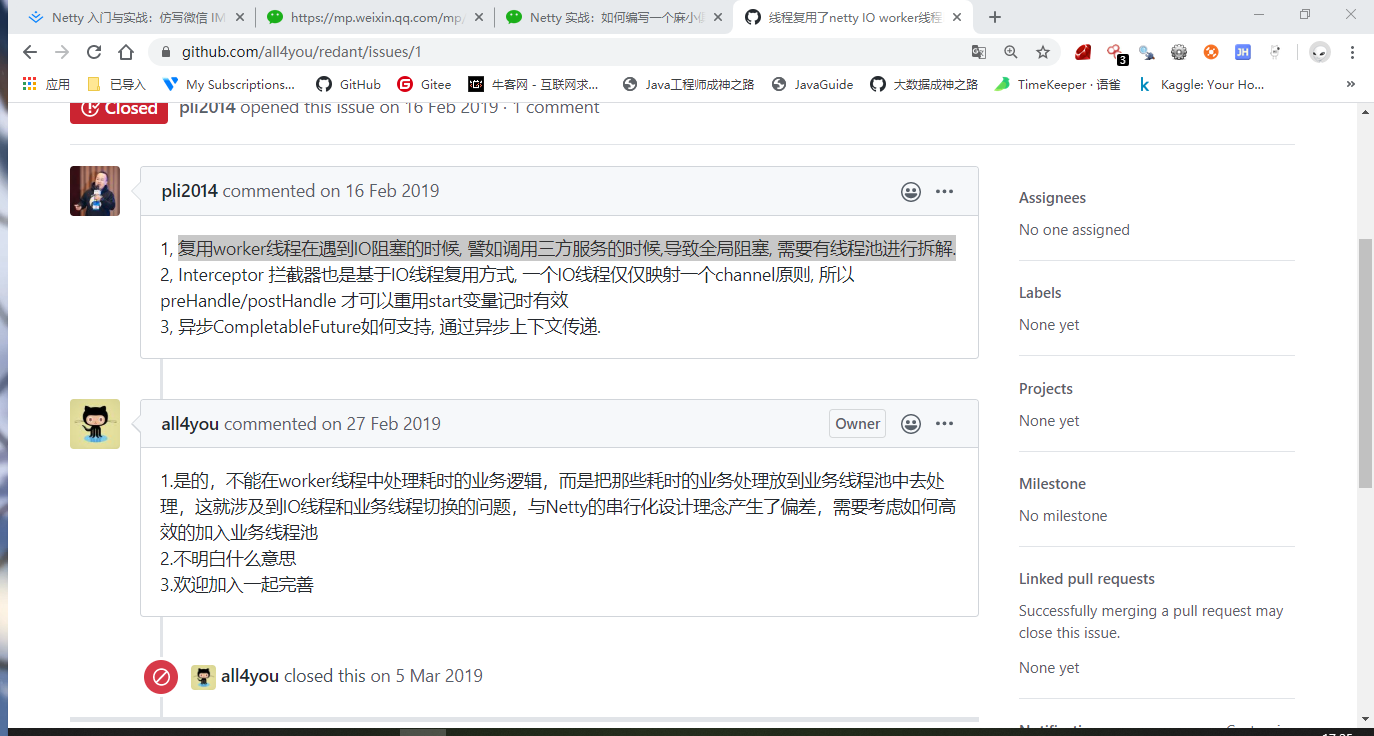 Netty 入门与实战：仿写微信 IM
https://mp.weixin.qq.com/mp/
Netty 实战：如何编写一个麻小
线程复用了netty IO worker线程
github.com/all4you/redant/issues/1
3
应用
已导入
My Subscriptions...
GitHub
Gitee
牛客网 - 互联网求...
Java工程师成神之路
JavaGuide
大数据成神之路
TimeKeeper · 语雀
Kaggle: Your Ho...
»
Closed
pli2014 opened this issue on 16 Feb 2019 · 1 comment
pli2014 commented on 16 Feb 2019
1, 复用worker线程在遇到IO阻塞的时候, 譬如调用三方服务的时候,导致全局阻塞, 需要有线程池进行拆解.
2, Interceptor 拦截器也是基于IO线程复用方式, 一个IO线程仅仅映射一个channel原则, 所以
preHandle/postHandle 才可以重用start变量记时有效
3, 异步CompletableFuture如何支持, 通过异步上下文传递.
all4you commented on 27 Feb 2019
Owner
1.是的，不能在worker线程中处理耗时的业务逻辑，而是把那些耗时的业务处理放到业务线程池中去处
理，这就涉及到IO线程和业务线程切换的问题，与Netty的串行化设计理念产生了偏差，需要考虑如何高
效的加入业务线程池
2.不明白什么意思
3.欢迎加入一起完善
all4you closed this on 5 Mar 2019
Assignees
No one assigned
Labels
None yet
Projects
None yet
Milestone
No milestone
Linked pull requests
Successfully merging a pull request may
close this issue.
None yet